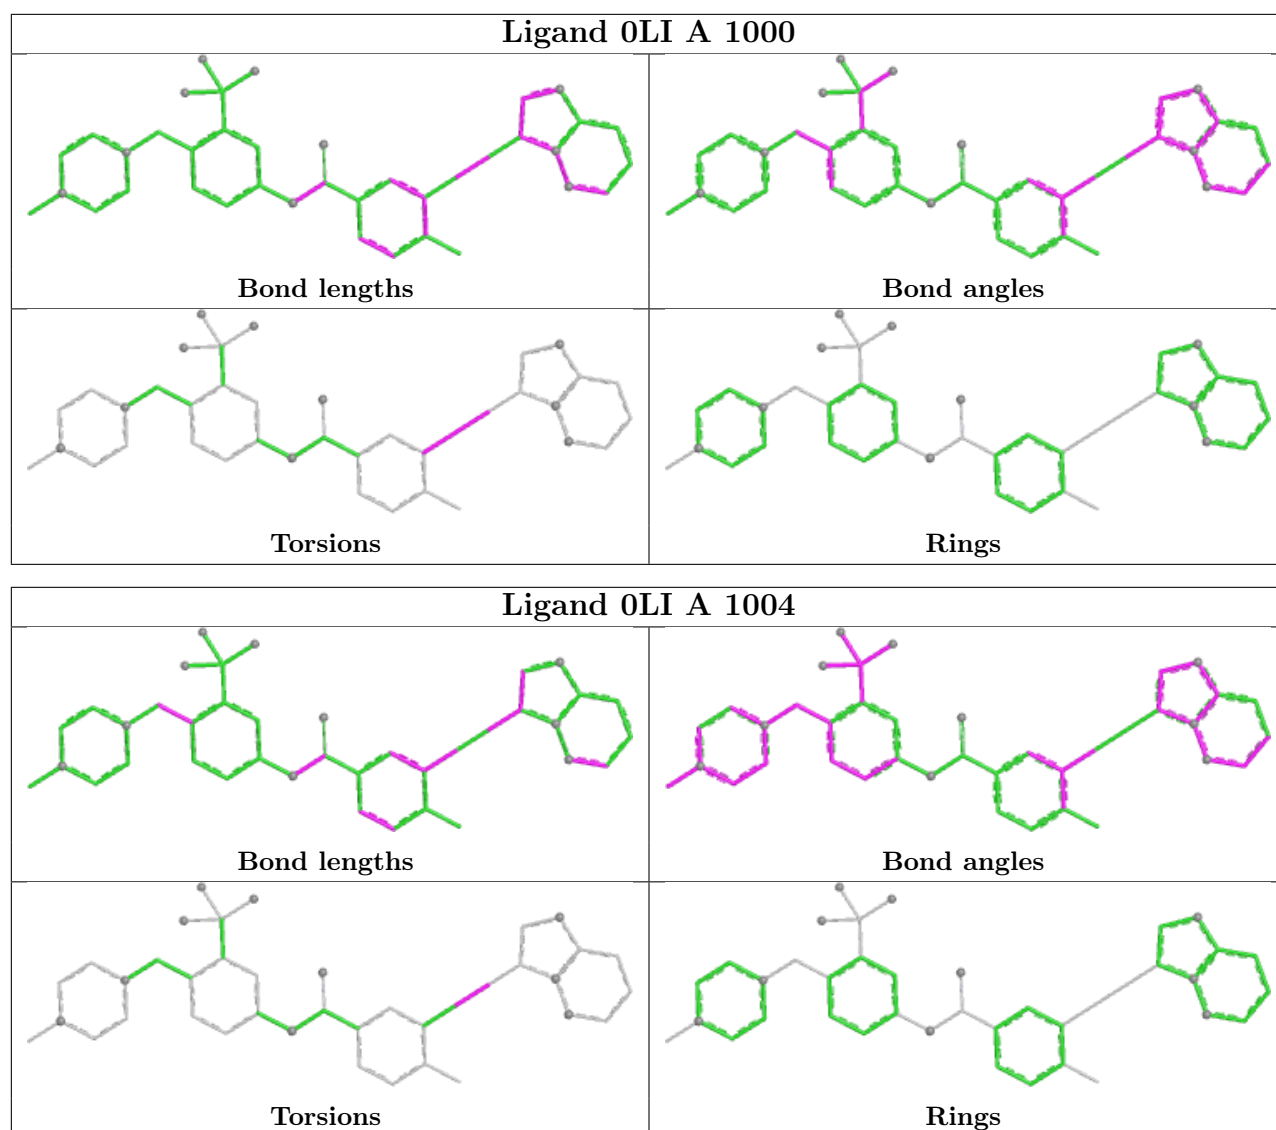 Ligand 0LI A 1000
Bond lengths
Bond angles
Torsions
Rings
Ligand 0LI A 1004
Bond lengths
Bond angles
Torsions
Rings